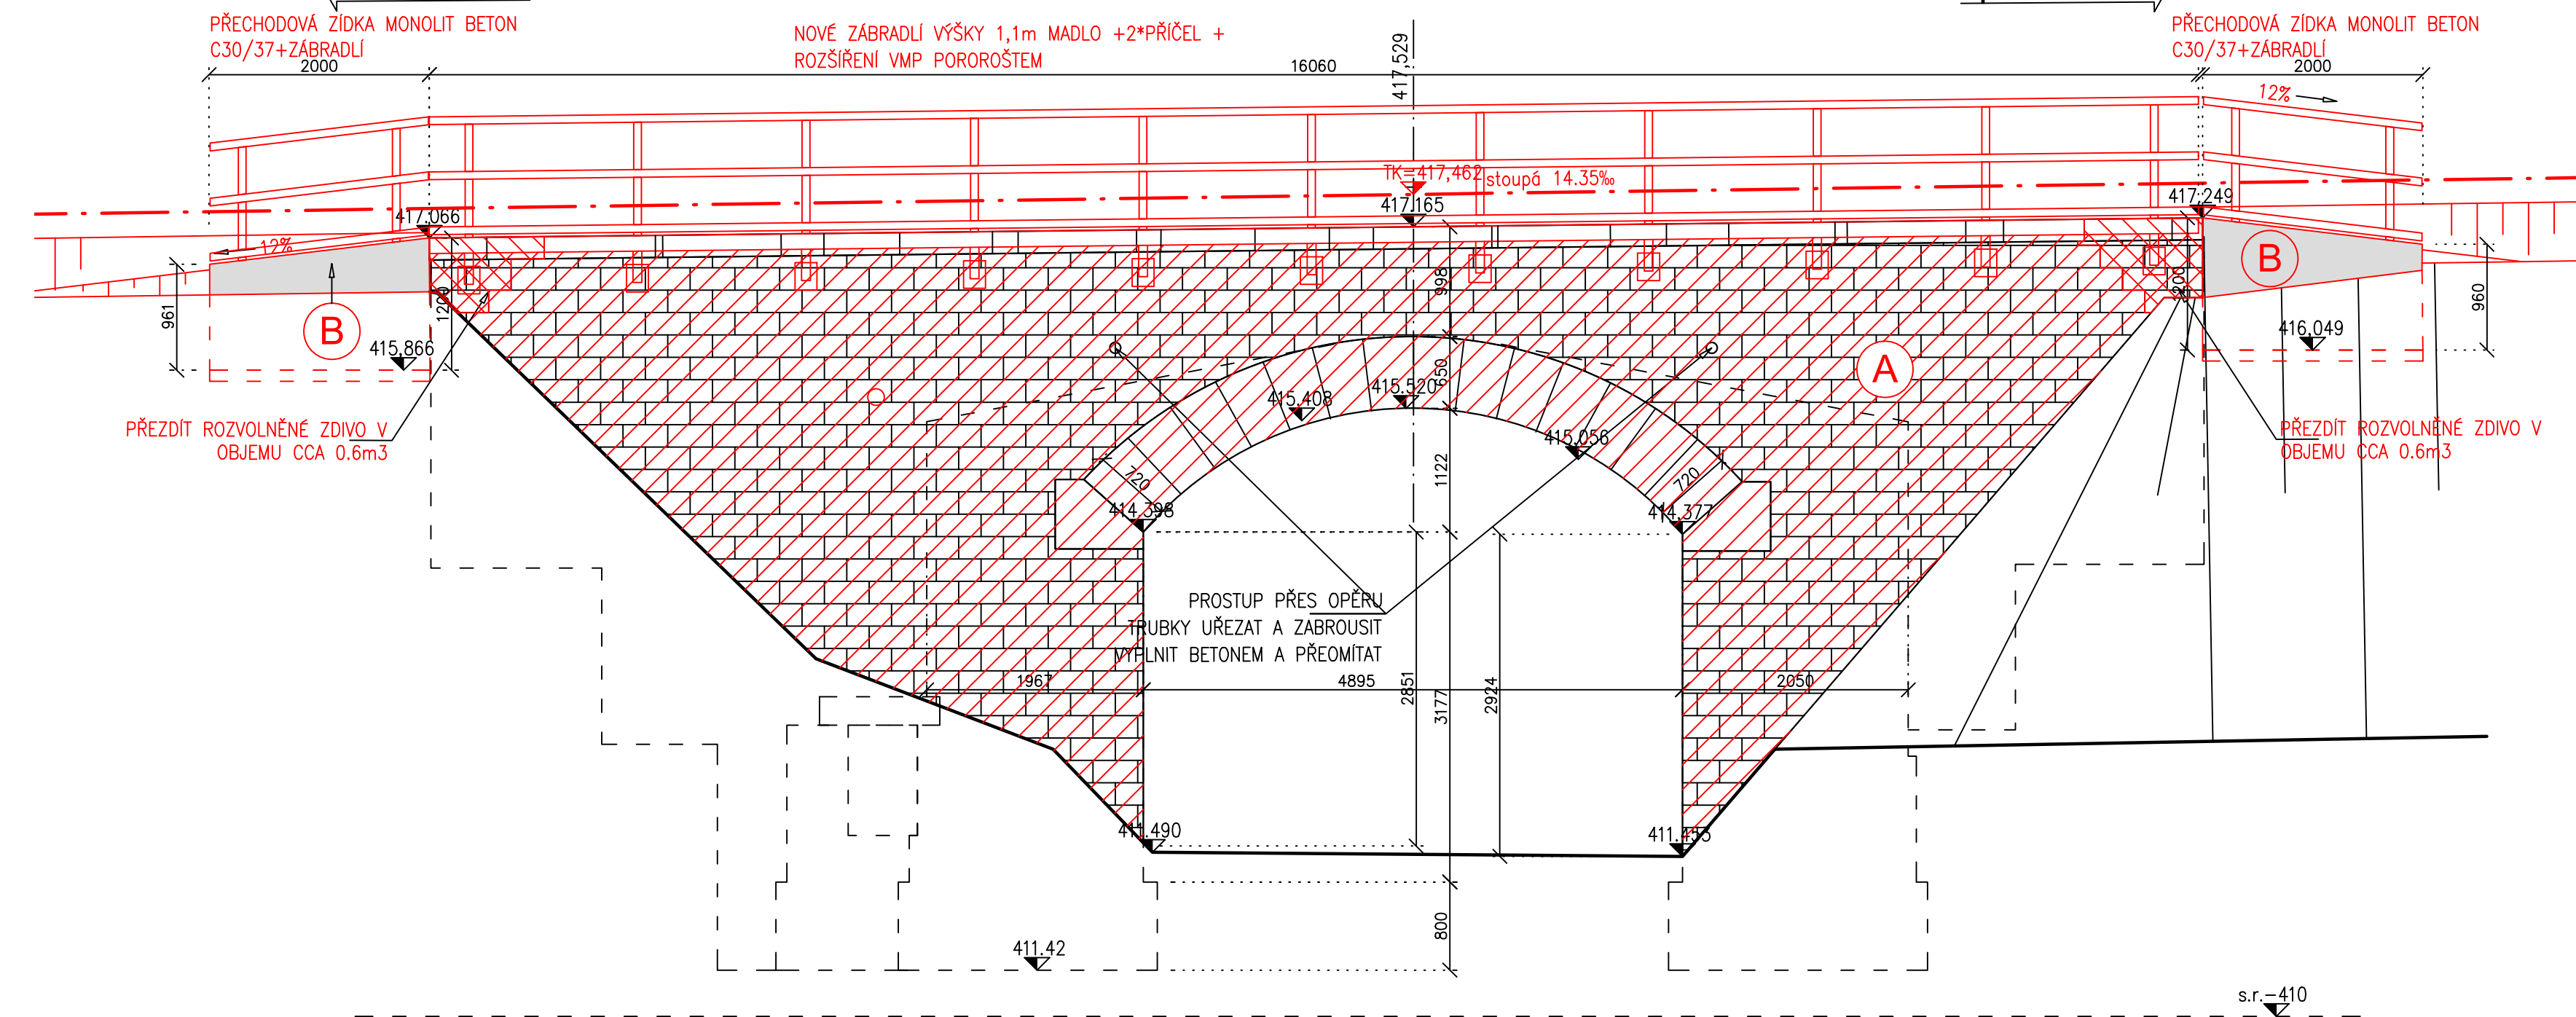 PŘECHODOVÁ ZÍDKA MONOLIT BETON
C30/37+ZÁBRADLÍ
2000
NOVÉ ZÁBRADLÍ VÝŠKY 1,1m MADLO +2*PŘÍČEL +
ROZŠÍŘENÍ VMP POROROŠTEM
16060
417,529
PŘECHODOVÁ ZÍDKA MONOLIT BETON
C30/37+ZÁBRADLÍ
2000
12%
TK=417,462
stoupá 14.35‰
417.066
417.165
417,249
12%
B
B
A
961
1200
998
1200
960
415,866
416,049
650
415.408
415.520
415,056
PŘEZDÍT ROZVOLNĚNÉ ZDIVO V
OBJEMU CCA 0.6m3
PŘEZDÍT ROZVOLNĚNÉ ZDIVO V
OBJEMU CCA 0.6m3
720
1122
720
414.398
414.377
PROSTUP PŘES OPĚRU
TRUBKY UŘEZAT A ZABROUSIT
VYPLNIT BETONEM A PŘEOMÍTAT
1967
4895
2050
2851
3177
2924
411.490
411.453
800
411.42
s.r.-410